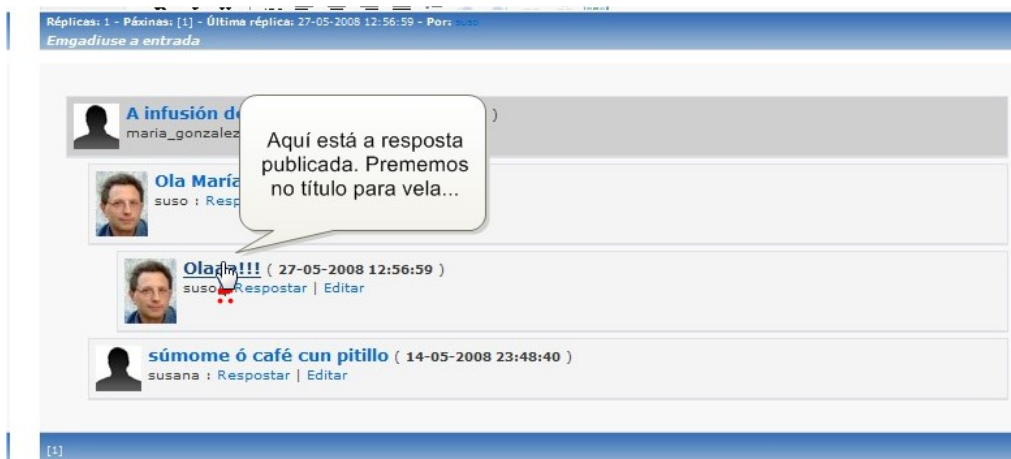 Réplicas: 1 - Páxinas: [1] - Última réplica: 27-05-2008 12:56:59 - Por: suso
Emgadiuse a entrada
A infusión )
maria_gonzalez
Aquí está a resposta
publicada. Prememos
no título para vela...
Ola María
suso :
( 27-05-2008 12:56:59 )
suso Respostar | Editar
súmome ó café cun pitillo ( 14-05-2008 23:48:40 )
susana : Respostar | Editar
[1]